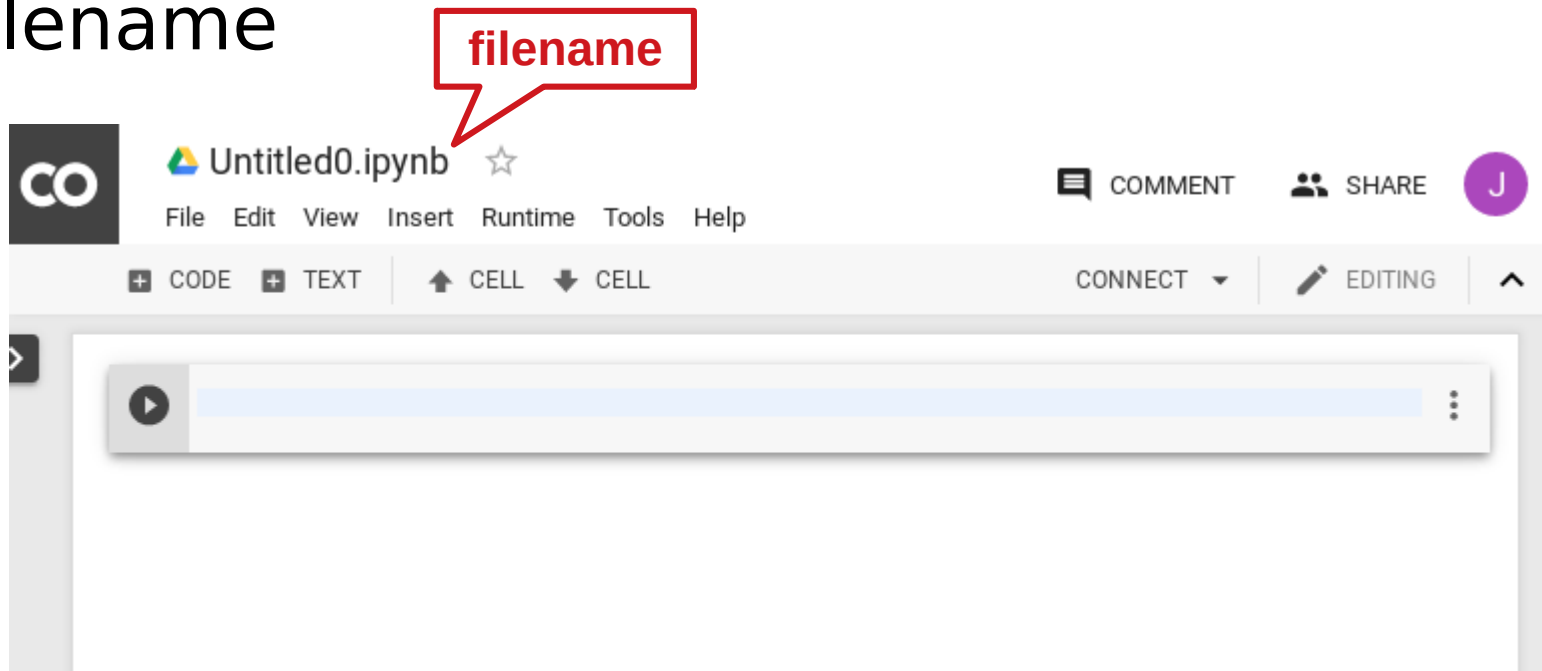 lename
filename
CO Untitled0.ipynb
File Edit View Insert Runtime Tools Help
COMMENT SHARE J
CODE TEXT CELL CELL CONNECT EDITING